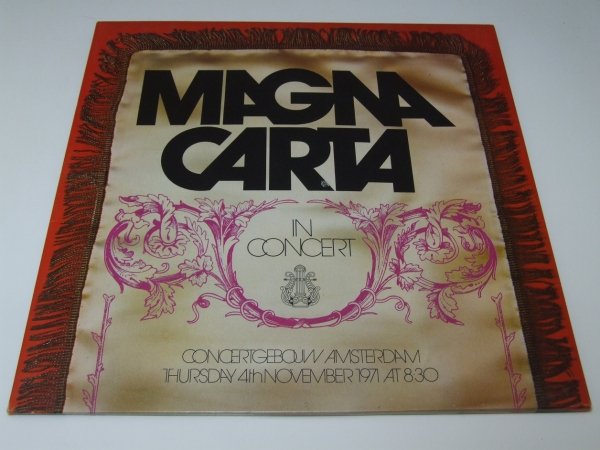 MAGNA
CARTA
IN
CONCERT
CONCERTGEBOUW AMSTERDAM
THURSDAY 4th NOVEMBER 1971 AT 8.30